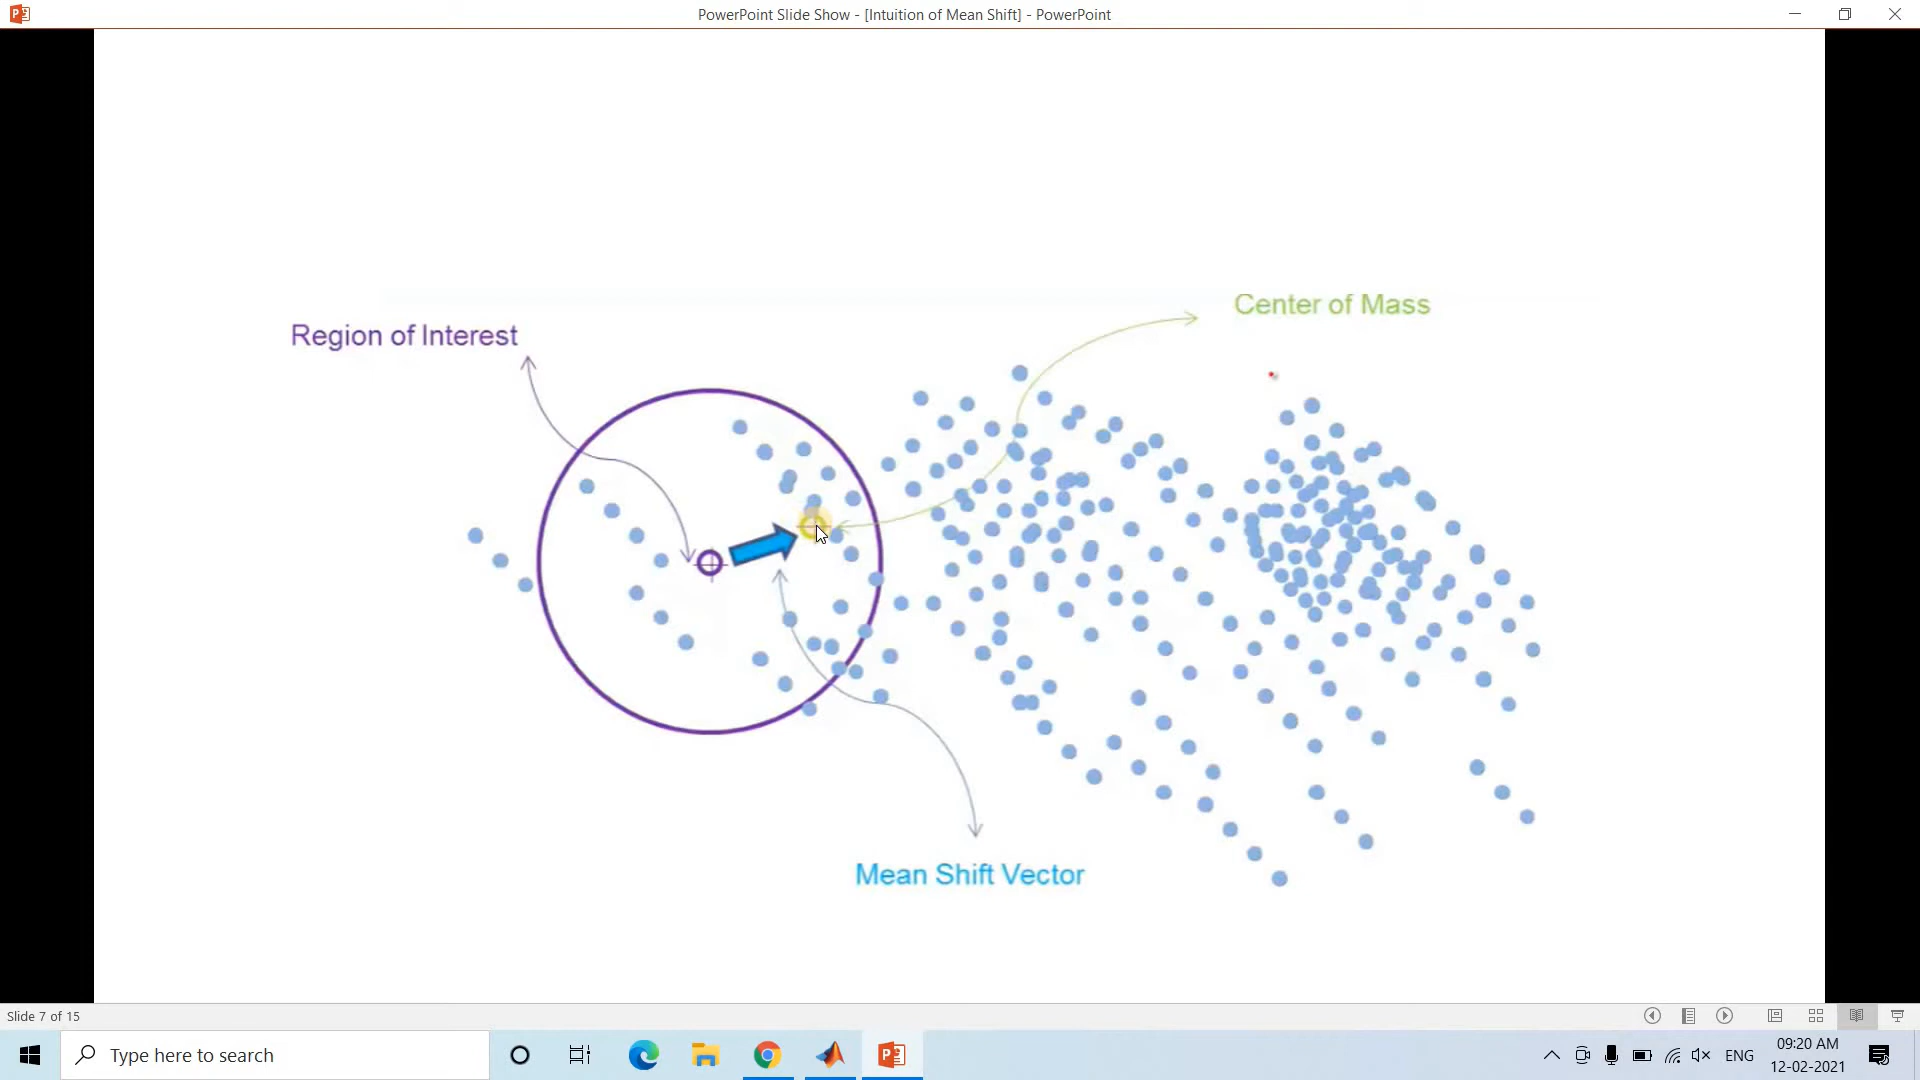 PowerPoint Slide Show - [Intuition of Mean Shift] - PowerPoint
Center of Mass
Region of Interest
Mean Shift Vector
Slide 7 of 15
Type here to search
ENG
09:20 AM
12-02-2021